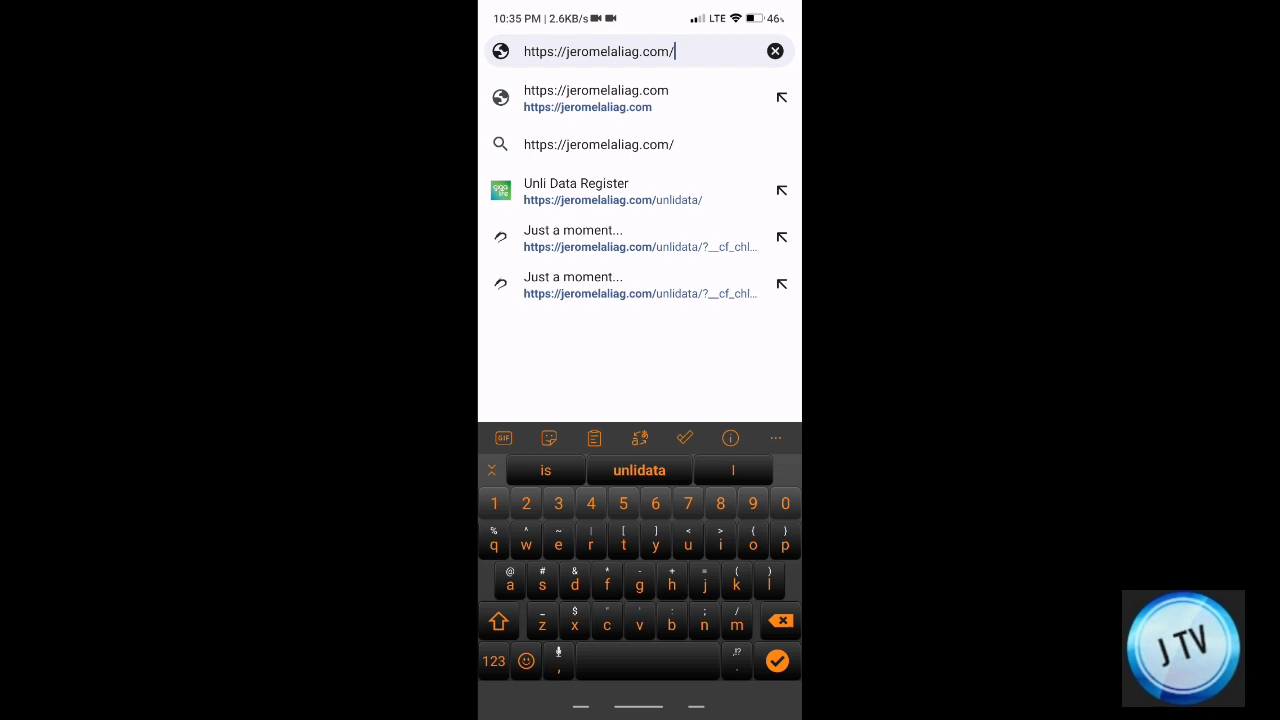 10:35 PM | 2.6KB/s LTE 46%
https://jeromelaliag.com/
https://jeromelaliag.com
https://jeromelaliag.com
https://jeromelaliag.com/
Unli Data Register
https://jeromelaliag.com/unlidata/
Just a moment...
https://jeromelaliag.com/unlidata/?__cf_chl...
Just a moment...
https://jeromelaliag.com/unlidata/?__cf_chl...
GIF
is unlidata I
1 2 3 4 5 6 7 8 9 0
% ^ ~ | [ ] < > { }
q w e r t y u i o p
@ # & * - + = ( )
a s d f g h j k l
_ $ " ' : ; /
z x c v b n m
,!?
123 , .
J TV